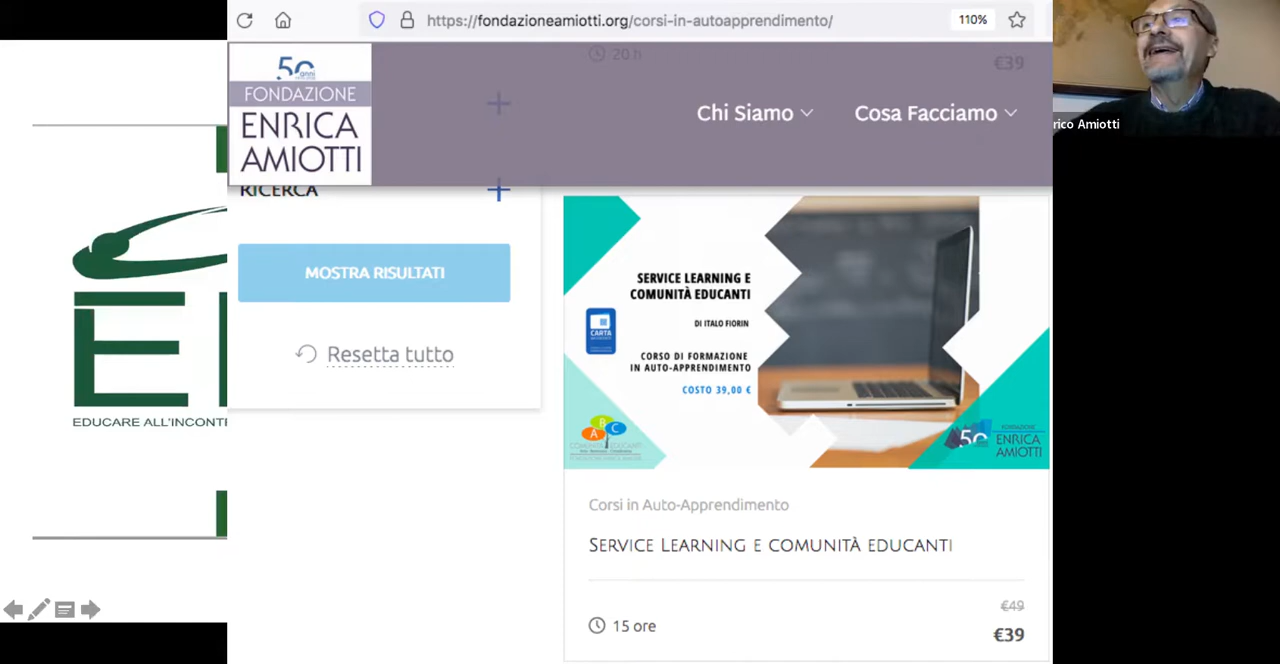 https://fondazioneamiotti.org/corsi-in-autoapprendimento/
110%
20 h
€39
50 anni
FONDAZIONE
ENRICA
AMIOTTI
Chi Siamo
Cosa Facciamo
rico Amiotti
RICERCA
MOSTRA RISULTATI
Resetta tutto
E
EDUCARE ALL'INCONT
SERVICE LEARNING E
COMUNITÀ EDUCANTI
DI ITALO FIORIN
CARTA
CORSO DI FORMAZIONE
IN AUTO-APPRENDIMENTO
COSTO 39,00 €
A B C
50
FONDAZIONE
ENRICA
AMIOTTI
Corsi in Auto-Apprendimento
SERVICE LEARNING E COMUNITÀ EDUCANTI
€49
15 ore
€39